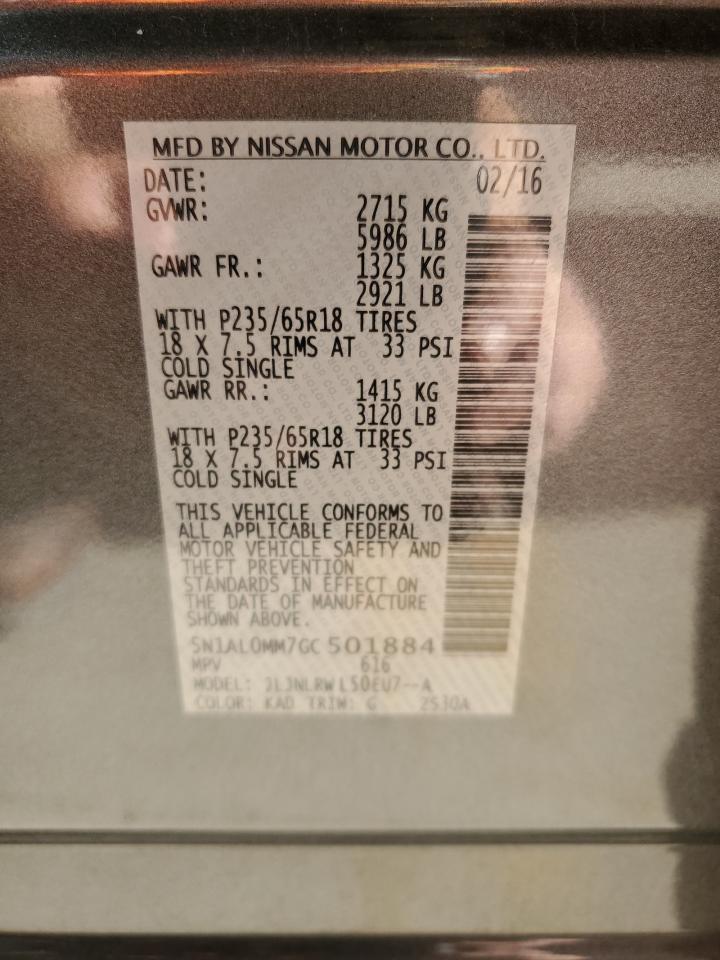 MFD BY NISSAN MOTOR CO., LTD.
DATE: 02/16
GVWR: 2715 KG
5986 LB
GAWR FR.: 1325 KG
2921 LB
WITH P235/65R18 TIRES
18 X 7.5 RIMS AT 33 PSI
COLD SINGLE
GAWR RR.: 1415 KG
3120 LB
WITH P235/65R18 TIRES
18 X 7.5 RIMS AT 33 PSI
COLD SINGLE
THIS VEHICLE CONFORMS TO
ALL APPLICABLE FEDERAL
MOTOR VEHICLE SAFETY AND
THEFT PREVENTION
STANDARDS IN EFFECT ON
THE DATE OF MANUFACTURE
SHOWN ABOVE.
5N1AL0MM7GC 501884
MPV 616
MODEL:
COLOR: KAD TRIM: G